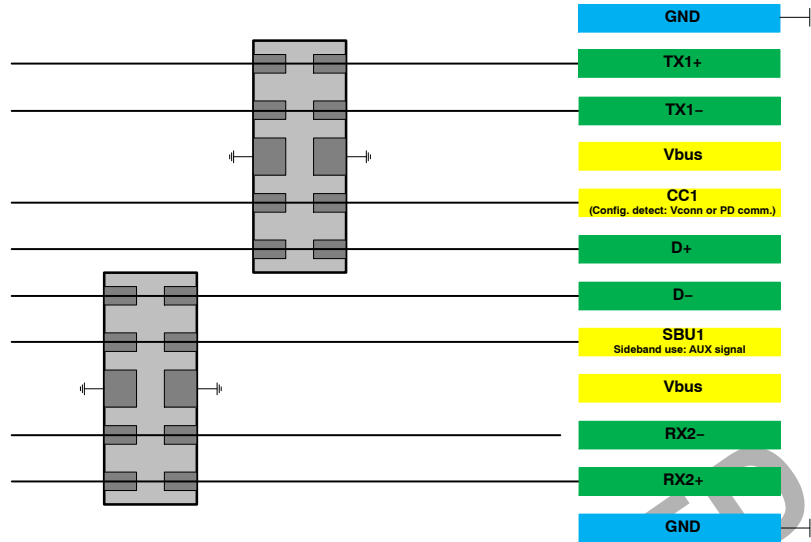 GND
TX1+
TX1−
Vbus
CC1
(Config. detect: Vconn or PD comm.)
D+
D−
SBU1
Sideband use: AUX signal
Vbus
RX2−
RX2+
GND